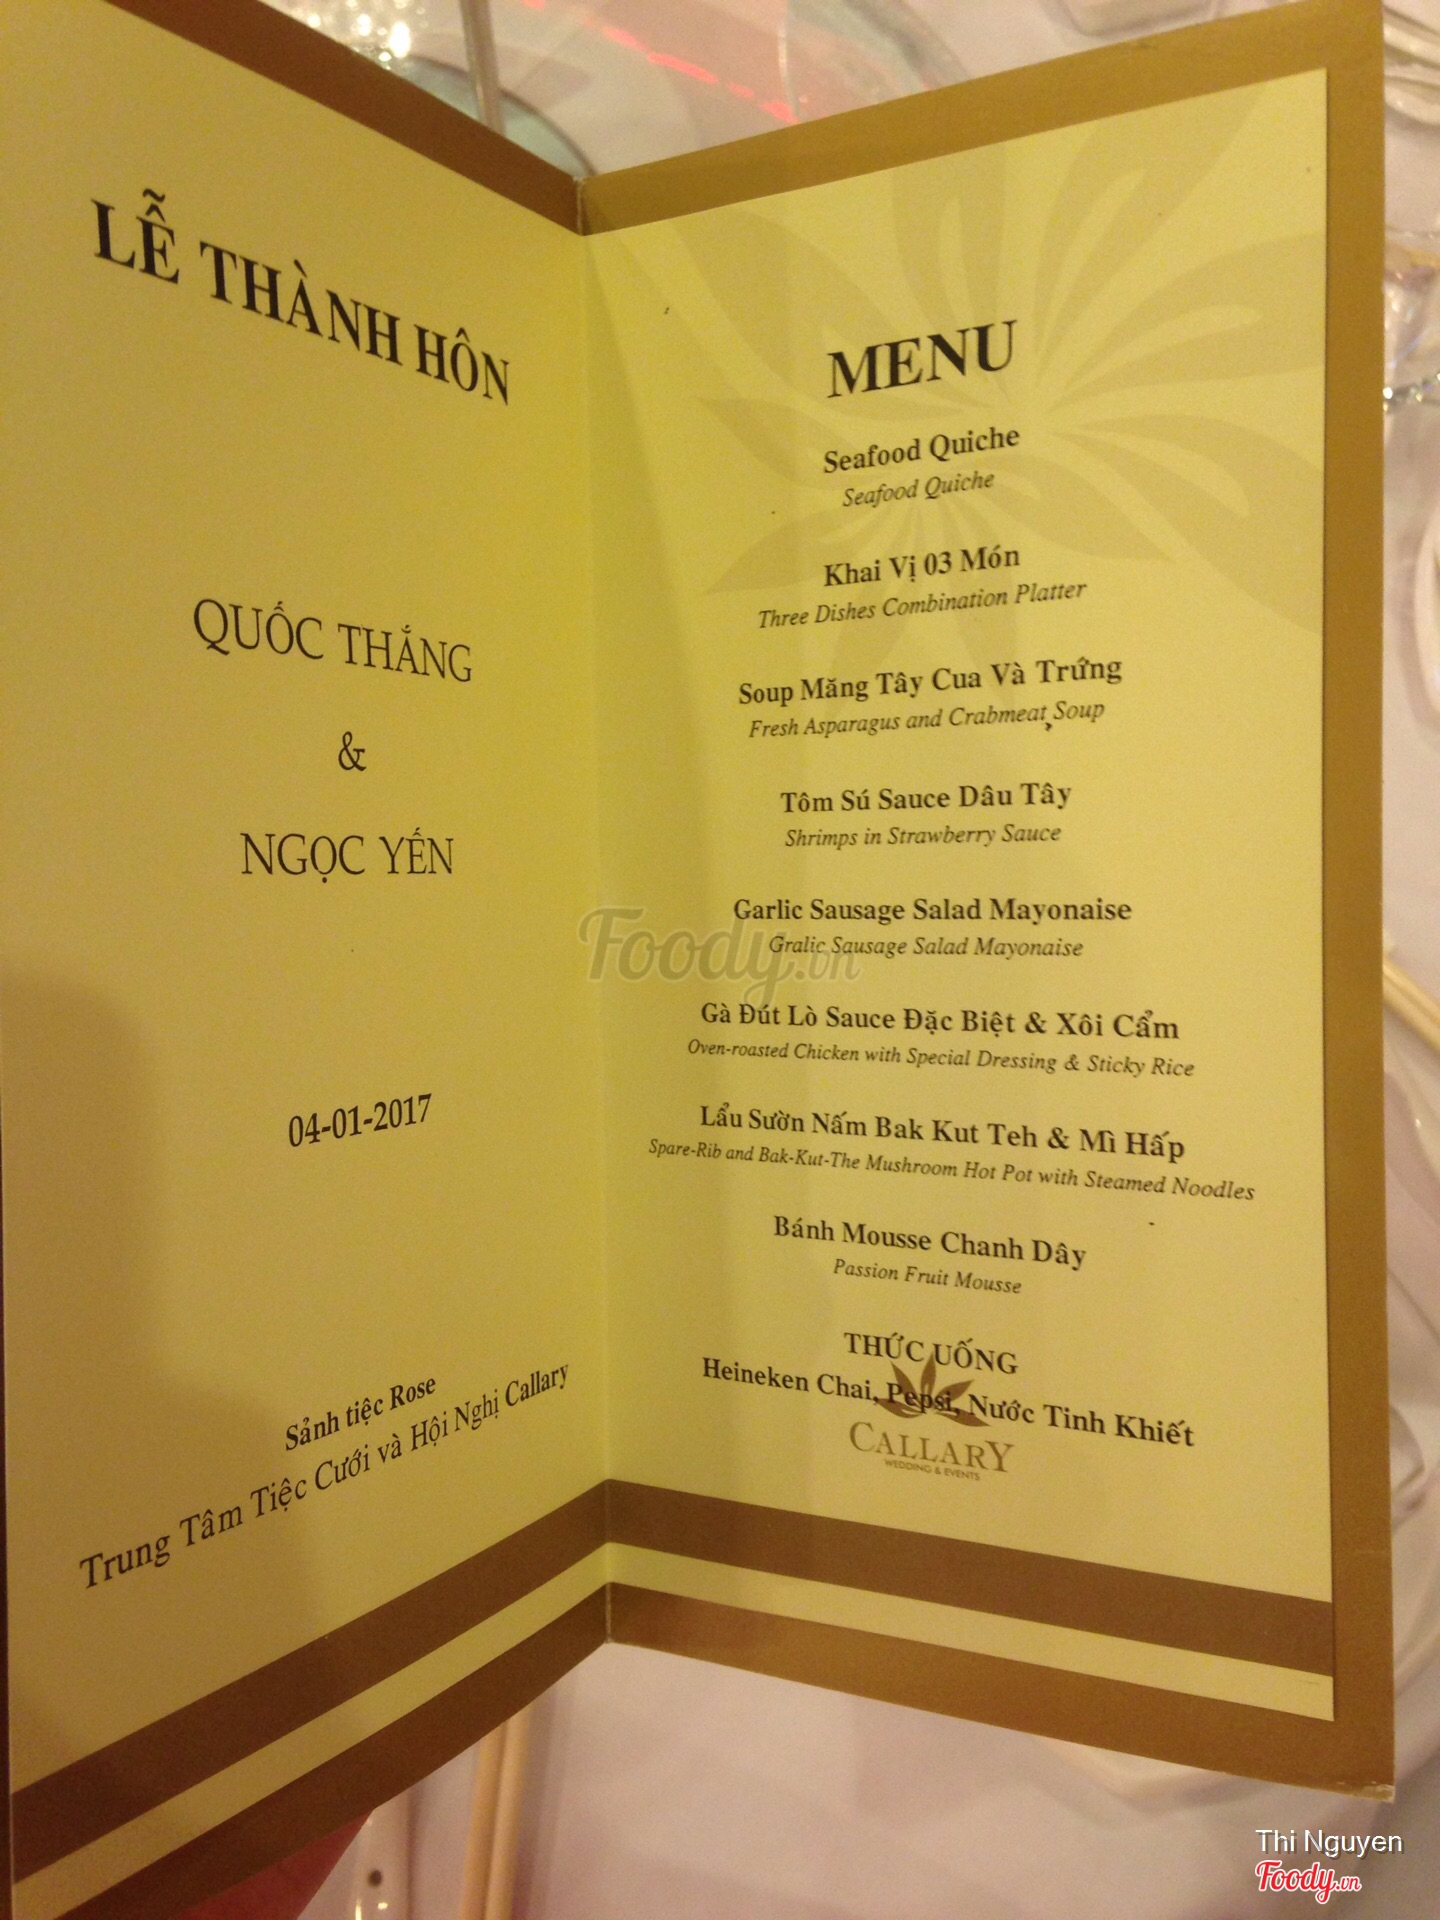 LỄ THÀNH HÔN
QUỐC THẮNG
&
NGỌC YẾN
04-01-2017
Sảnh tiệc Rose
Trung Tâm Tiệc Cưới và Hội Nghị Callary
MENU
Seafood Quiche
Seafood Quiche
Khai Vị 03 Món
Three Dishes Combination Platter
Soup Măng Tây Cua Và Trứng
Fresh Asparagus and Crabmeat Soup
Tôm Sú Sauce Dâu Tây
Shrimps in Strawberry Sauce
Garlic Sausage Salad Mayonaise
Gralic Sausage Salad Mayonaise
Gà Đút Lò Sauce Đặc Biệt & Xôi Cẩm
Oven-roasted Chicken with Special Dressing & Sticky Rice
Lẩu Sườn Nấm Bak Kut Teh & Mì Hấp
Spare-Rib and Bak-Kut-The Mushroom Hot Pot with Steamed Noodles
Bánh Mousse Chanh Dây
Passion Fruit Mousse
THỨC UỐNG
Heineken Chai, Pepsi, Nước Tinh Khiết
CALLARY
WEDDING & EVENTS
Foody.vn
Thi Nguyen
Foody.vn